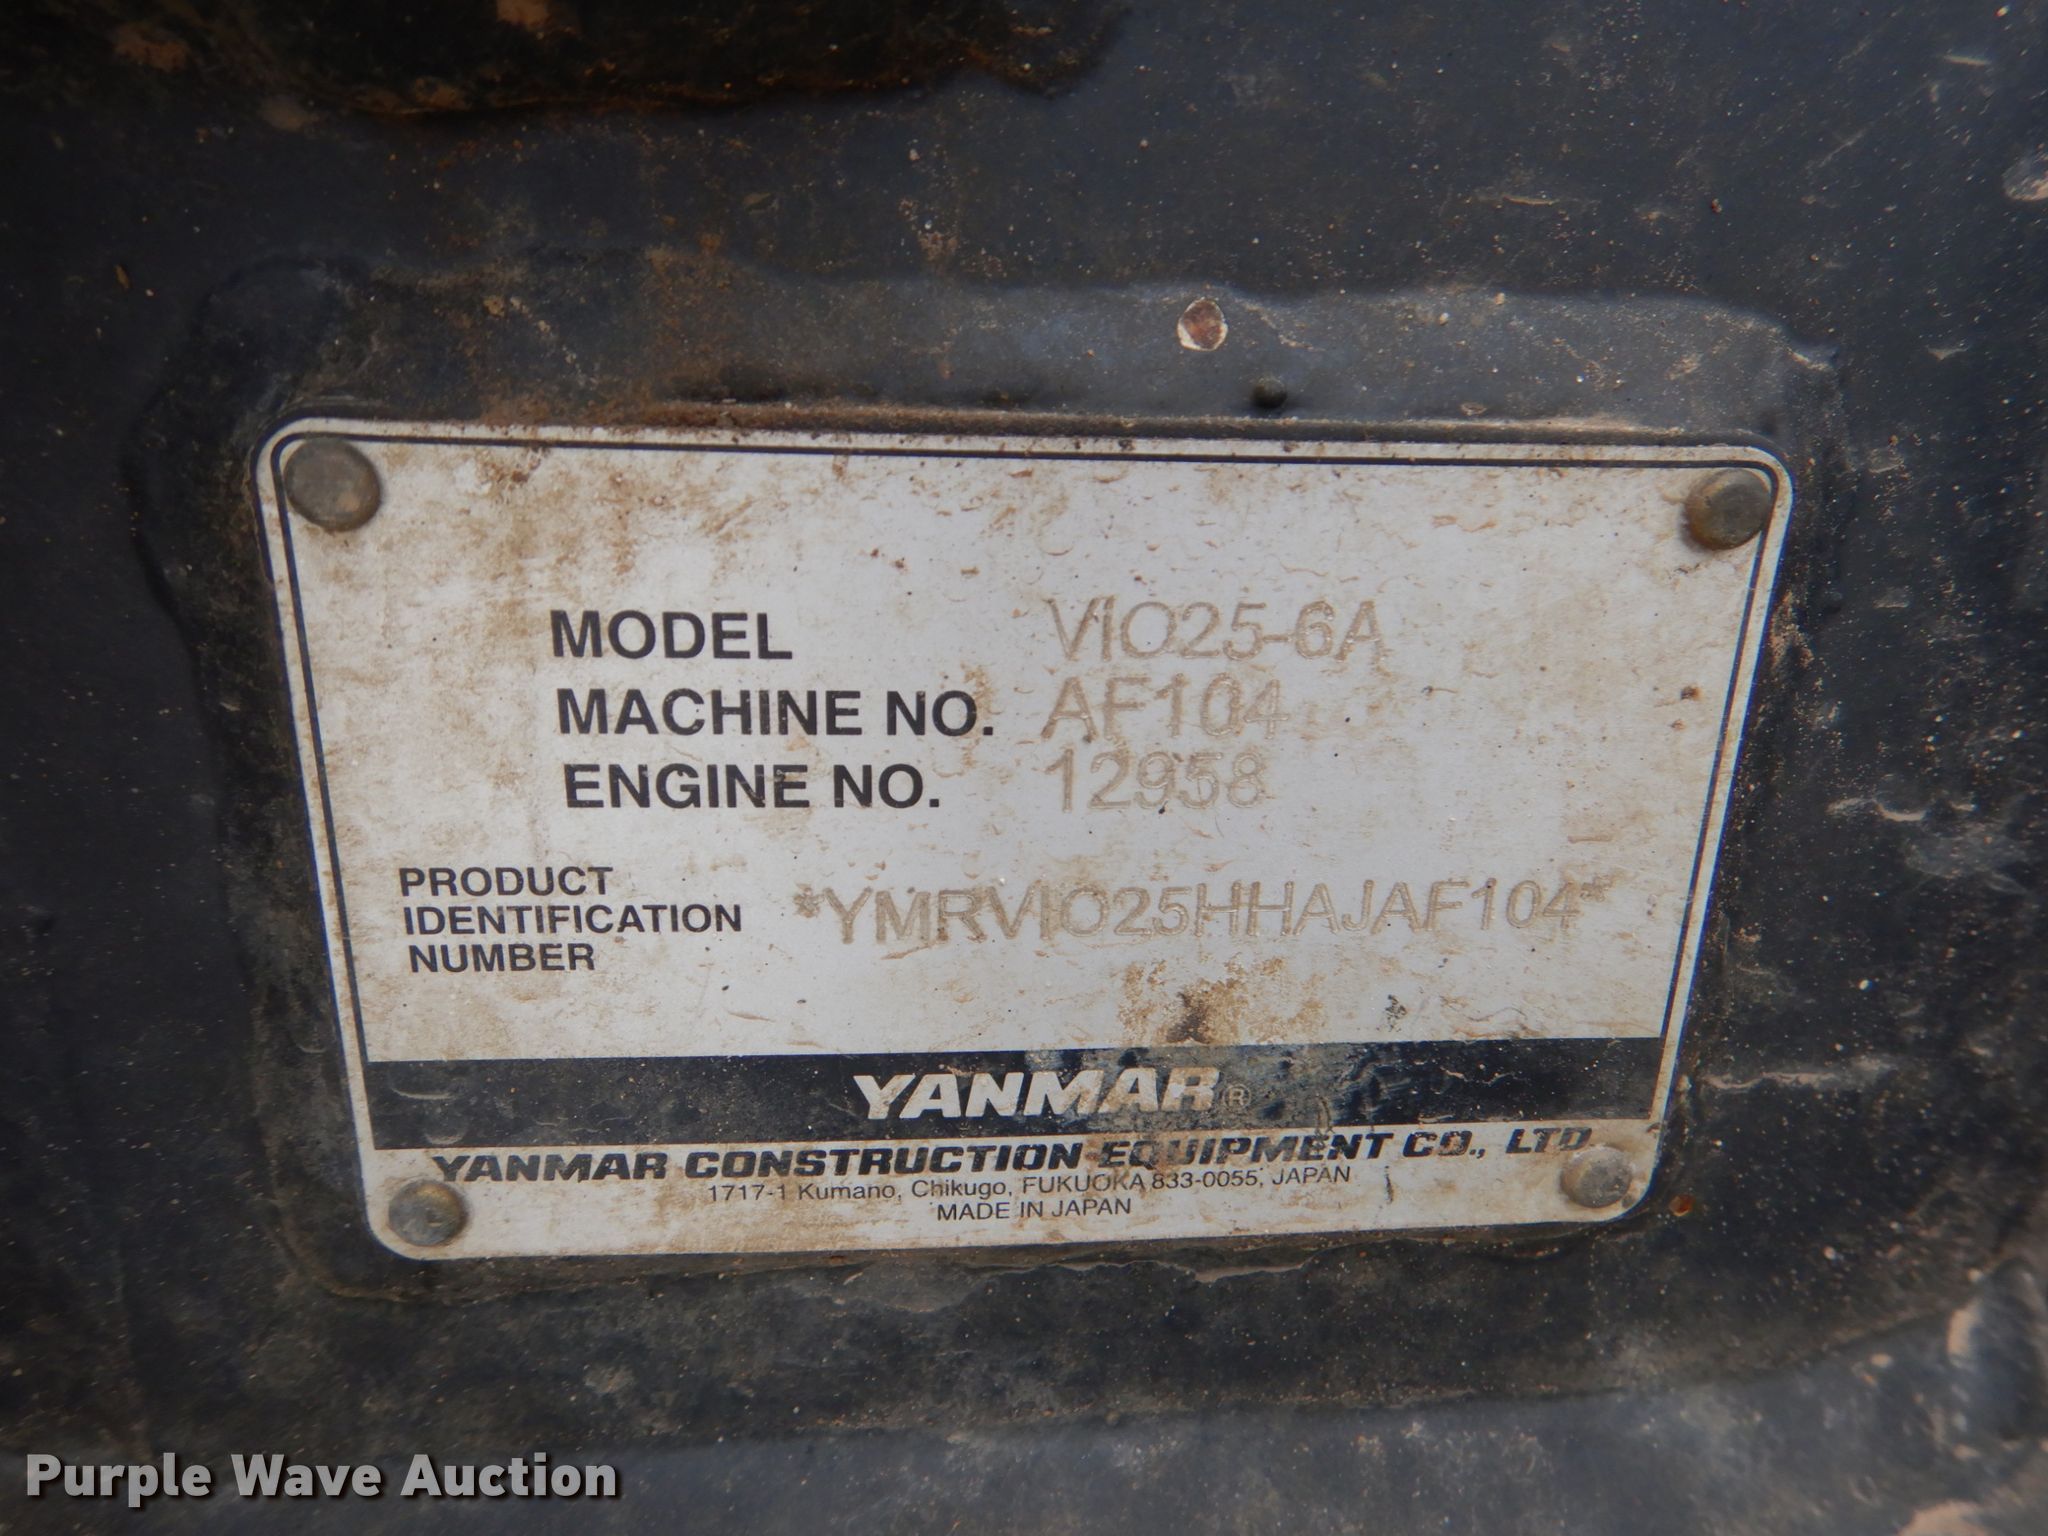 MODEL VIO25-6A
MACHINE NO. AF104
ENGINE NO. 12958
PRODUCT
IDENTIFICATION
NUMBER
*YMRVIO25HHAJAF104*
YANMAR®
YANMAR CONSTRUCTION EQUIPMENT CO., LTD.
1717-1 Kumano, Chikugo, FUKUOKA 833-0055, JAPAN
MADE IN JAPAN
Purple Wave Auction